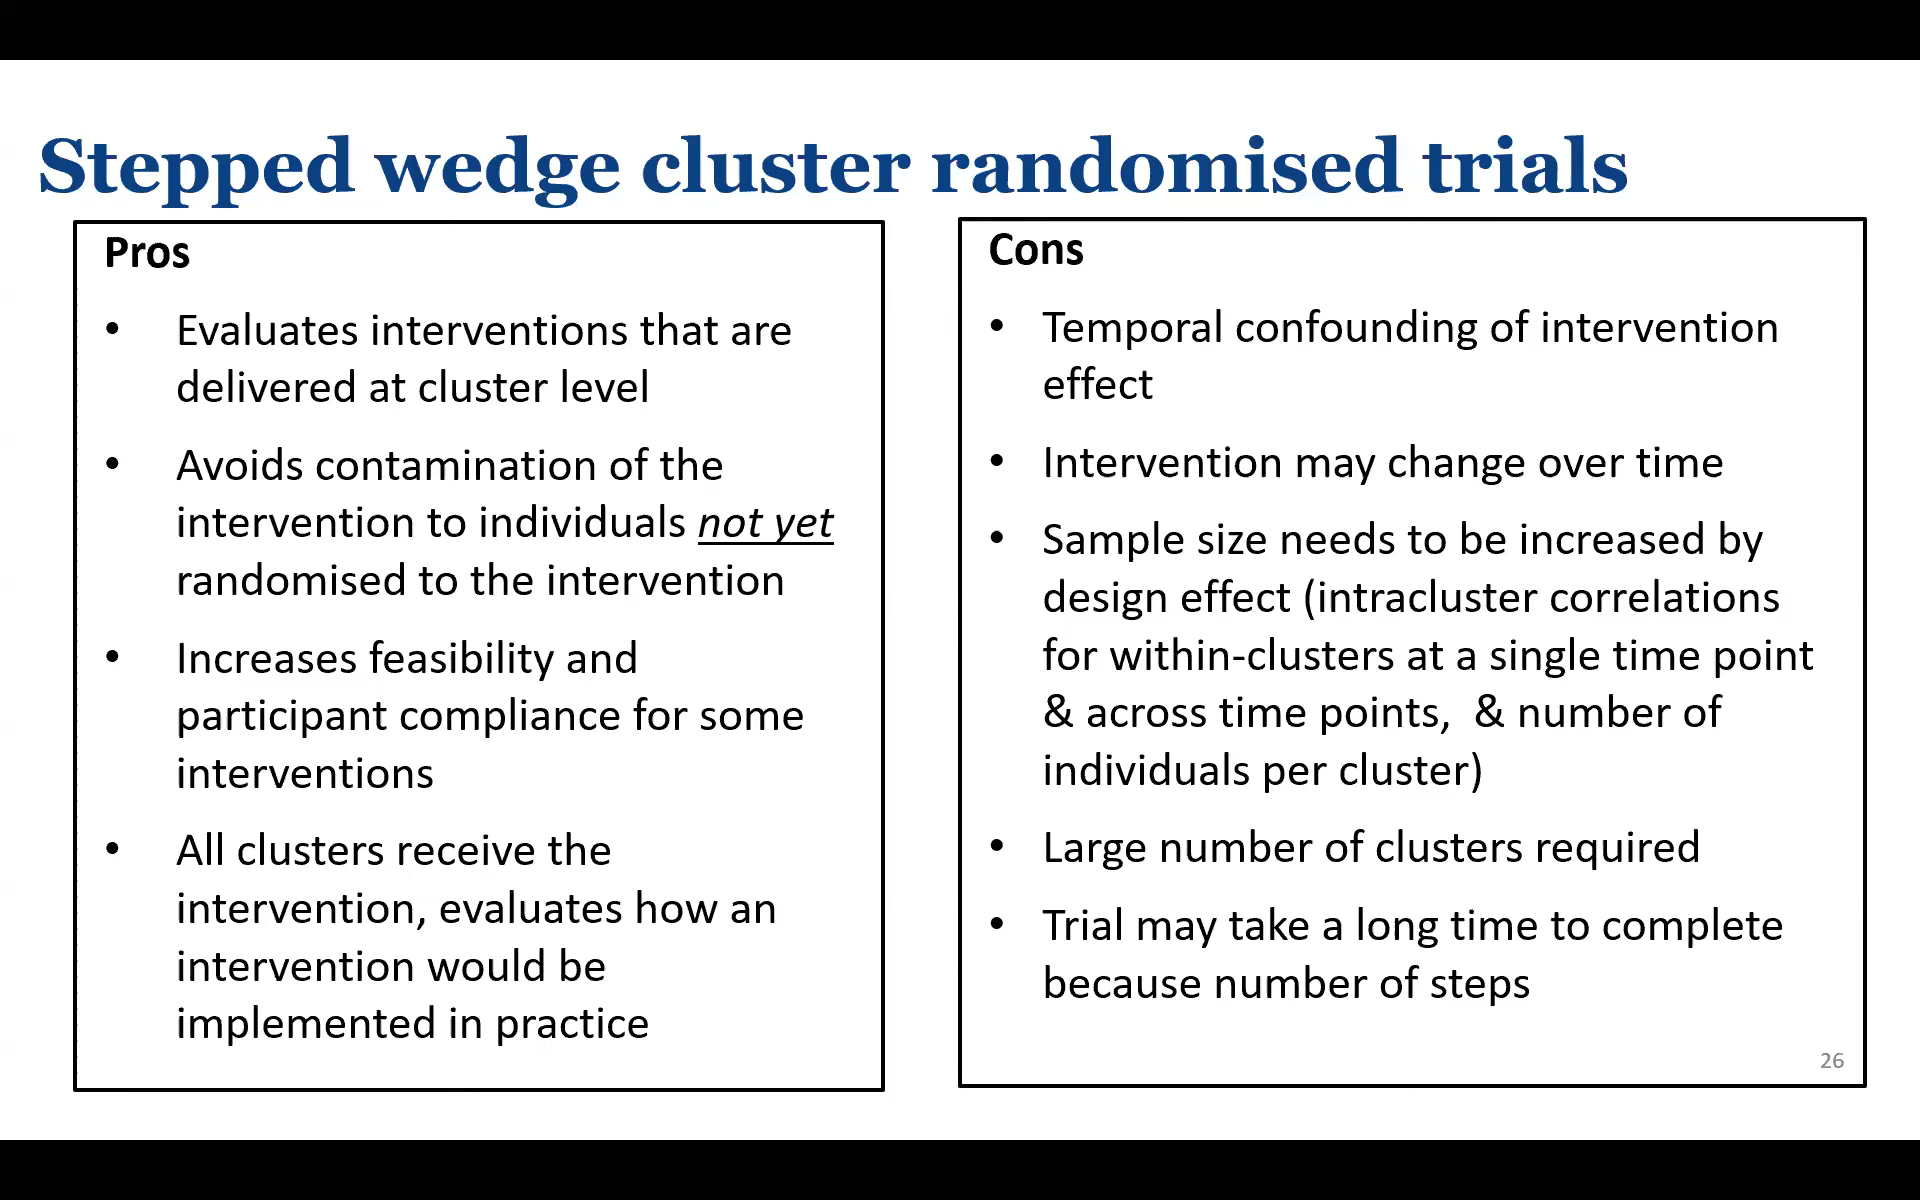 Stepped wedge cluster randomised trials
Pros
• Evaluates interventions that are
delivered at cluster level
• Avoids contamination of the
intervention to individuals not yet
randomised to the intervention
• Increases feasibility and
participant compliance for some
interventions
• All clusters receive the
intervention, evaluates how an
intervention would be
implemented in practice
Cons
• Temporal confounding of intervention
effect
• Intervention may change over time
• Sample size needs to be increased by
design effect (intracluster correlations
for within-clusters at a single time point
& across time points,  & number of
individuals per cluster)
• Large number of clusters required
• Trial may take a long time to complete
because number of steps
26